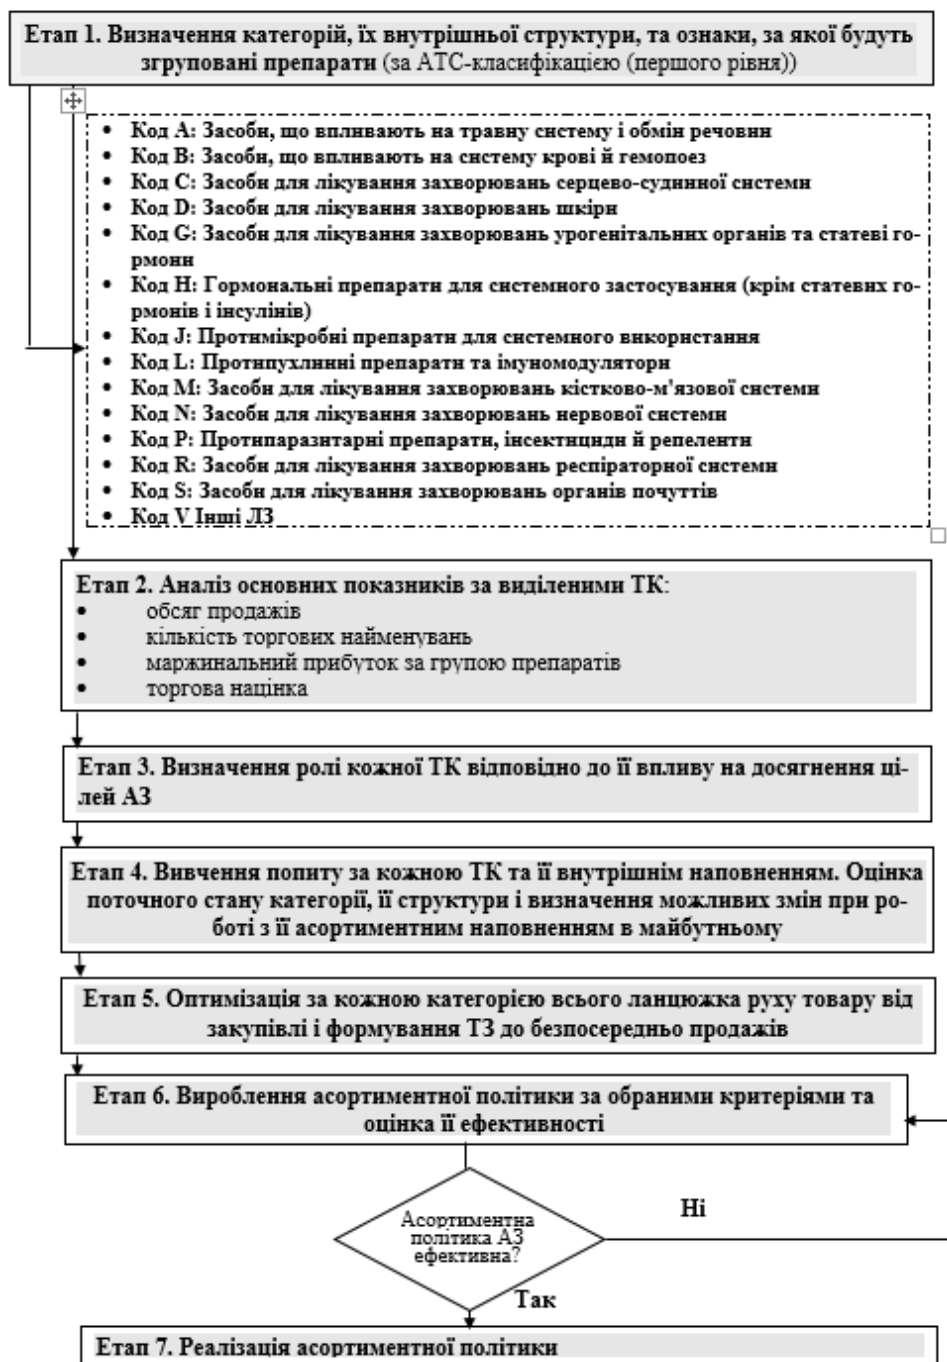 Етап 1. Визначення категорій, їх внутрішньої структури, та ознаки, за якої будуть
згруповані препарати (за АТС-класифікацією (першого рівня))
• Код A: Засоби, що впливають на травну систему і обмін речовин
• Код B: Засоби, що впливають на систему крові й гемопоез
• Код C: Засоби для лікування захворювань серцево-судинної системи
• Код D: Засоби для лікування захворювань шкіри
• Код G: Засоби для лікування захворювань урогенітальних органів та статеві го-
рмони
• Код H: Гормональні препарати для системного застосування (крім статевих го-
рмонів і інсулінів)
• Код J: Протимікробні препарати для системного використання
• Код L: Протипухлинні препарати та імуномодулятори
• Код M: Засоби для лікування захворювань кістково-м'язової системи
• Код N: Засоби для лікування захворювань нервової системи
• Код P: Протипаразитарні препарати, інсектициди й репеленти
• Код R: Засоби для лікування захворювань респіраторної системи
• Код S: Засоби для лікування захворювань органів почуттів
• Код V Інші ЛЗ
Етап 2. Аналіз основних показників за виділеними ТК:
• обсяг продажів
• кількість торгових найменувань
• маржинальний прибуток за групою препаратів
• торгова націнка
Етап 3. Визначення ролі кожної ТК відповідно до її впливу на досягнення ці-
лей АЗ
Етап 4. Вивчення попиту за кожною ТК та її внутрішнім наповненням. Оцінка
поточного стану категорії, її структури і визначення можливих змін при ро-
боті з її асортиментним наповненням в майбутньому
Етап 5. Оптимізація за кожною категорією всього ланцюжка руху товару від
закупівлі і формування ТЗ до безпосередньо продажів
Етап 6. Вироблення асортиментної політики за обраними критеріями та
оцінка її ефективності
Асортиментна
політика АЗ
ефективна?
Ні
Так
Етап 7. Реалізація асортиментної політики